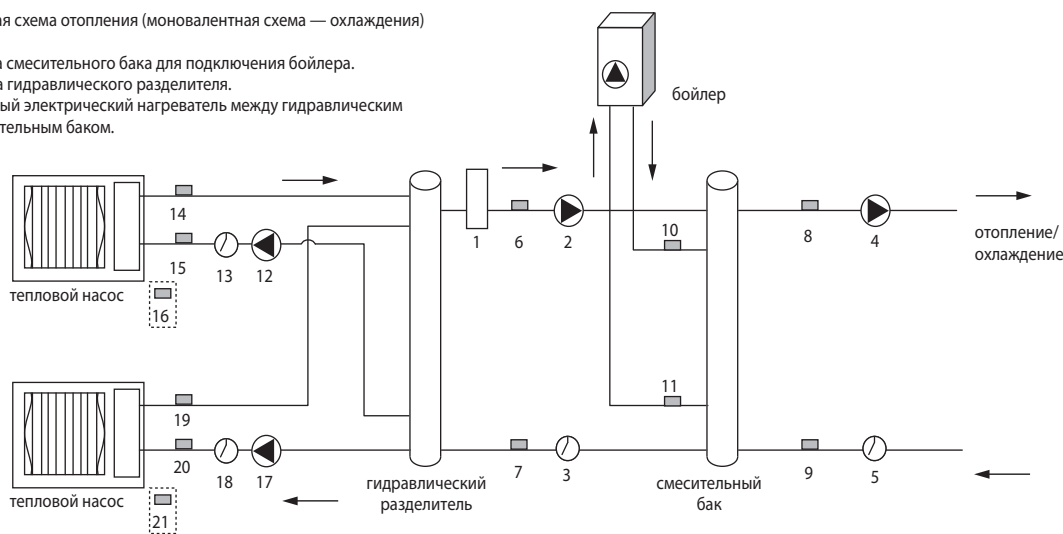 ая схема отопления (моновалентная схема — охлаждения)
а смесительного бака для подключения бойлера.
а гидравлического разделителя.
ный электрический нагреватель между гидравлическим
тельным баком.
бойлер
14
1
6
2
10
8
4
отопление/
охлаждение
15
13
12
тепловой насос
16
11
19
20
18
17
7
3
9
5
гидравлический
разделитель
смесительный
бак
тепловой насос
21